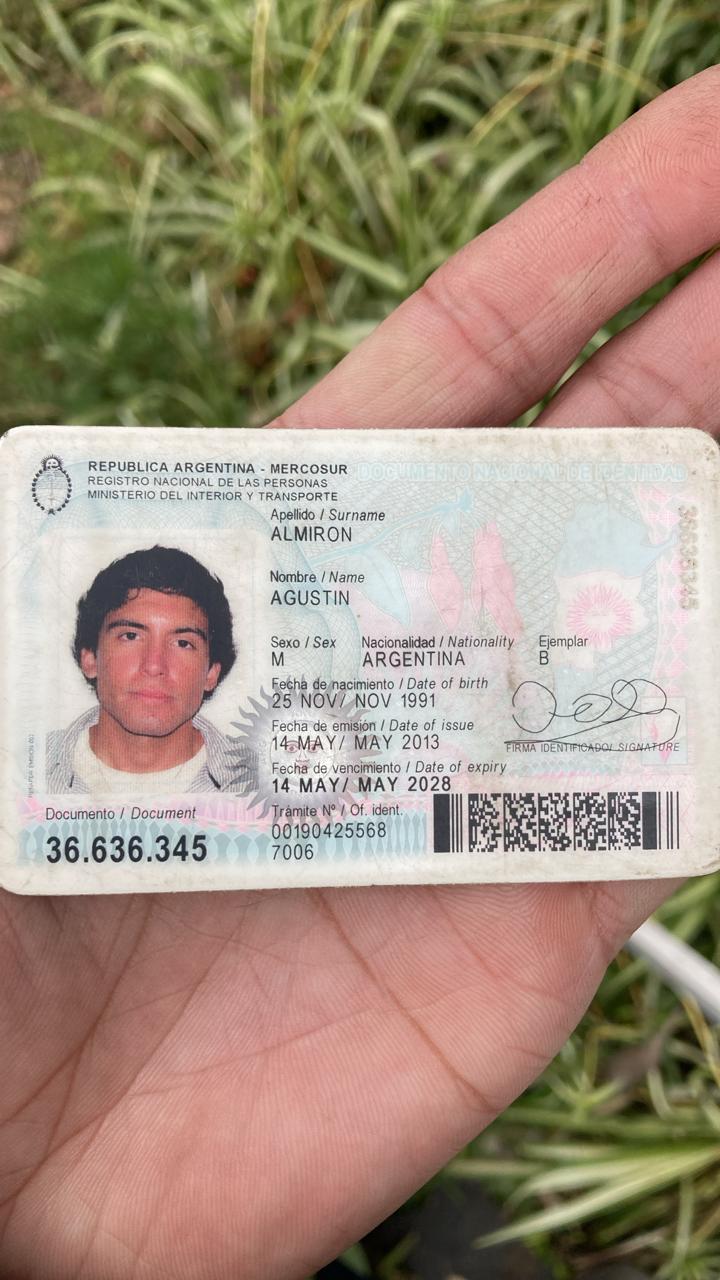 REPUBLICA ARGENTINA - MERCOSUR
REGISTRO NACIONAL DE LAS PERSONAS
MINISTERIO DEL INTERIOR Y TRANSPORTE
DOCUMENTO NACIONAL DE IDENTIDAD
Apellido / Surname
ALMIRON
Nombre / Name
AGUSTIN
Sexo / Sex Nacionalidad / Nationality Ejemplar
M ARGENTINA B
Fecha de nacimiento / Date of birth
25 NOV/ NOV 1991
Fecha de emisión / Date of issue
14 MAY/ MAY 2013
FIRMA IDENTIFICADO/ SIGNATURE
Fecha de vencimiento / Date of expiry
14 MAY/ MAY 2028
Documento / Document
36.636.345
Trámite Nº / Of. ident.
00190425568
7006
36636345